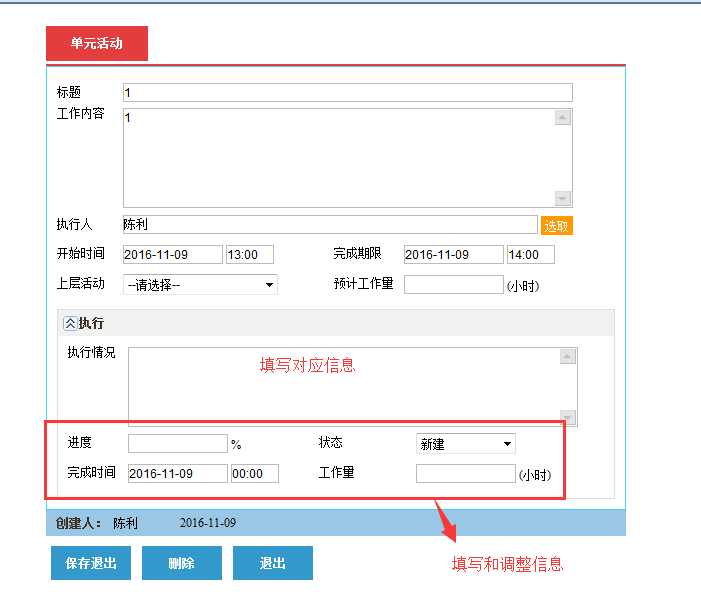 单元活动
标题 1
工作内容 1
执行人 陈利 选取
开始时间 2016-11-09 13:00 完成期限 2016-11-09 14:00
上层活动 --请选择-- 预计工作量 (小时)
执行
执行情况 填写对应信息
进度 % 状态 新建
完成时间 2016-11-09 00:00 工作量 (小时)
创建人： 陈利 2016-11-09
保存退出 删除 退出
填写和调整信息